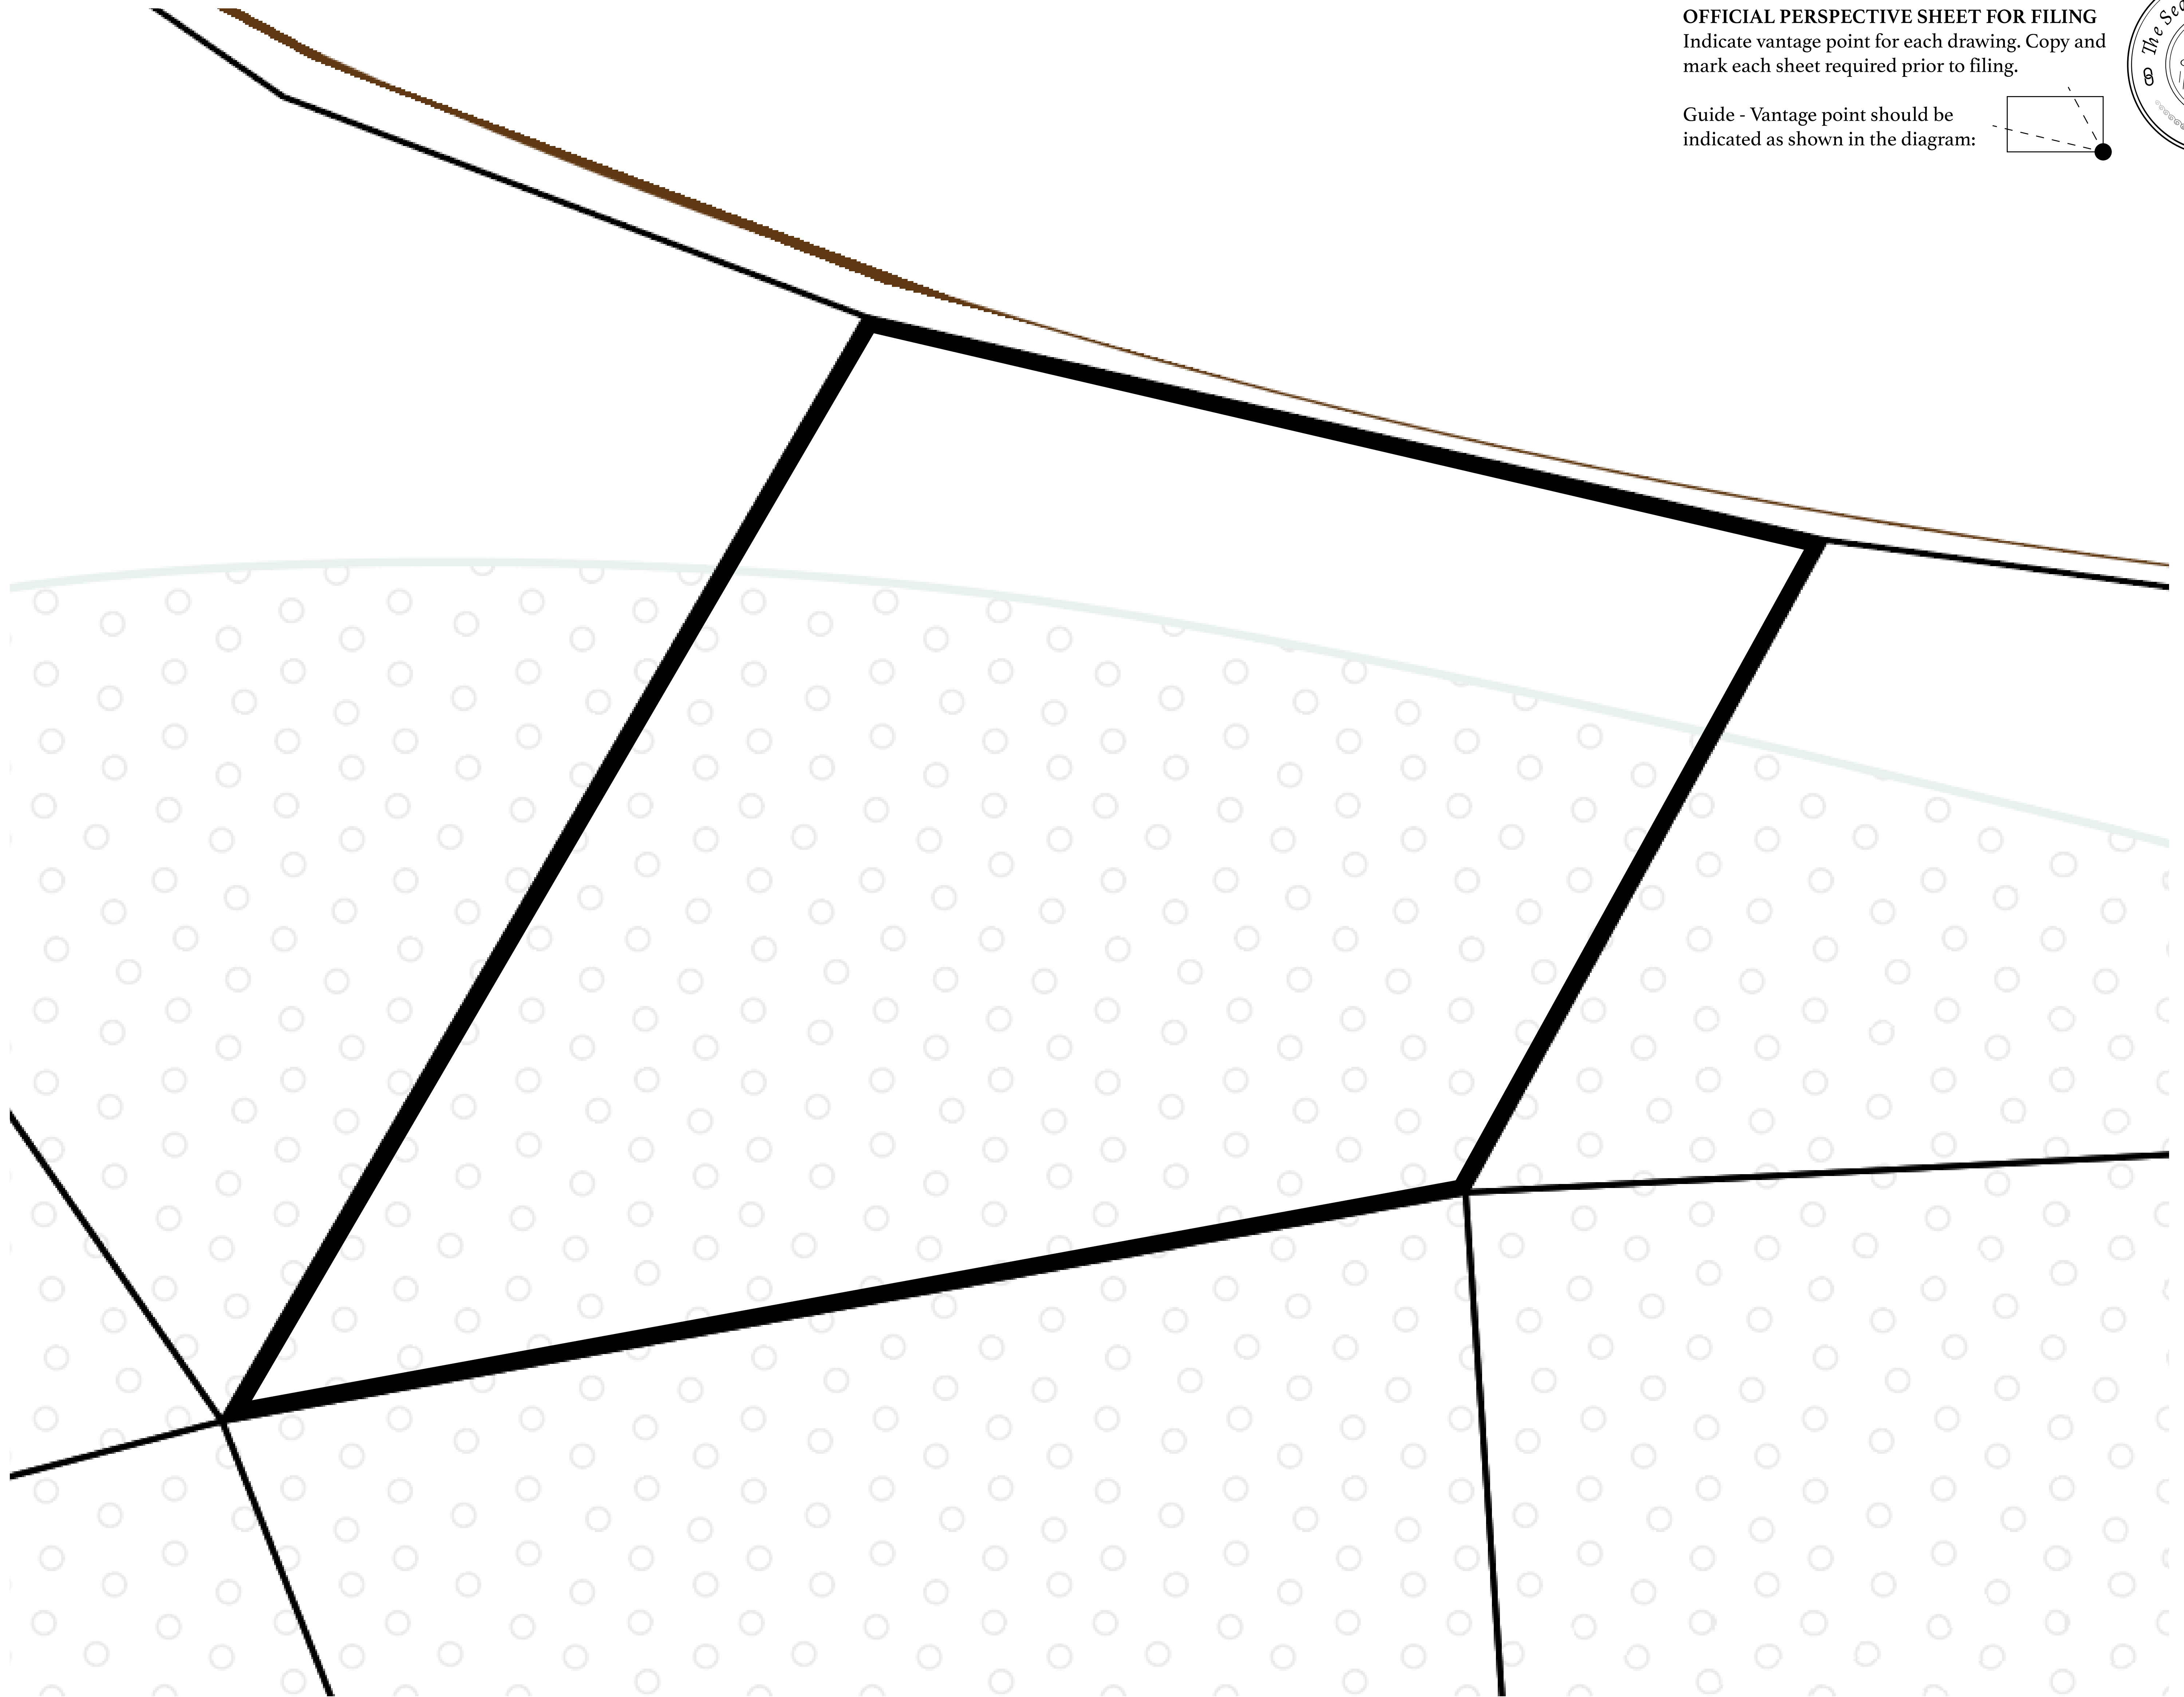 OFFICIAL PERSPECTIVE SHEET FOR FILING
Indicate vantage point for each drawing. Copy and
mark each sheet required prior to filing.
Guide - Vantage point should be
indicated as shown in the diagram:
The